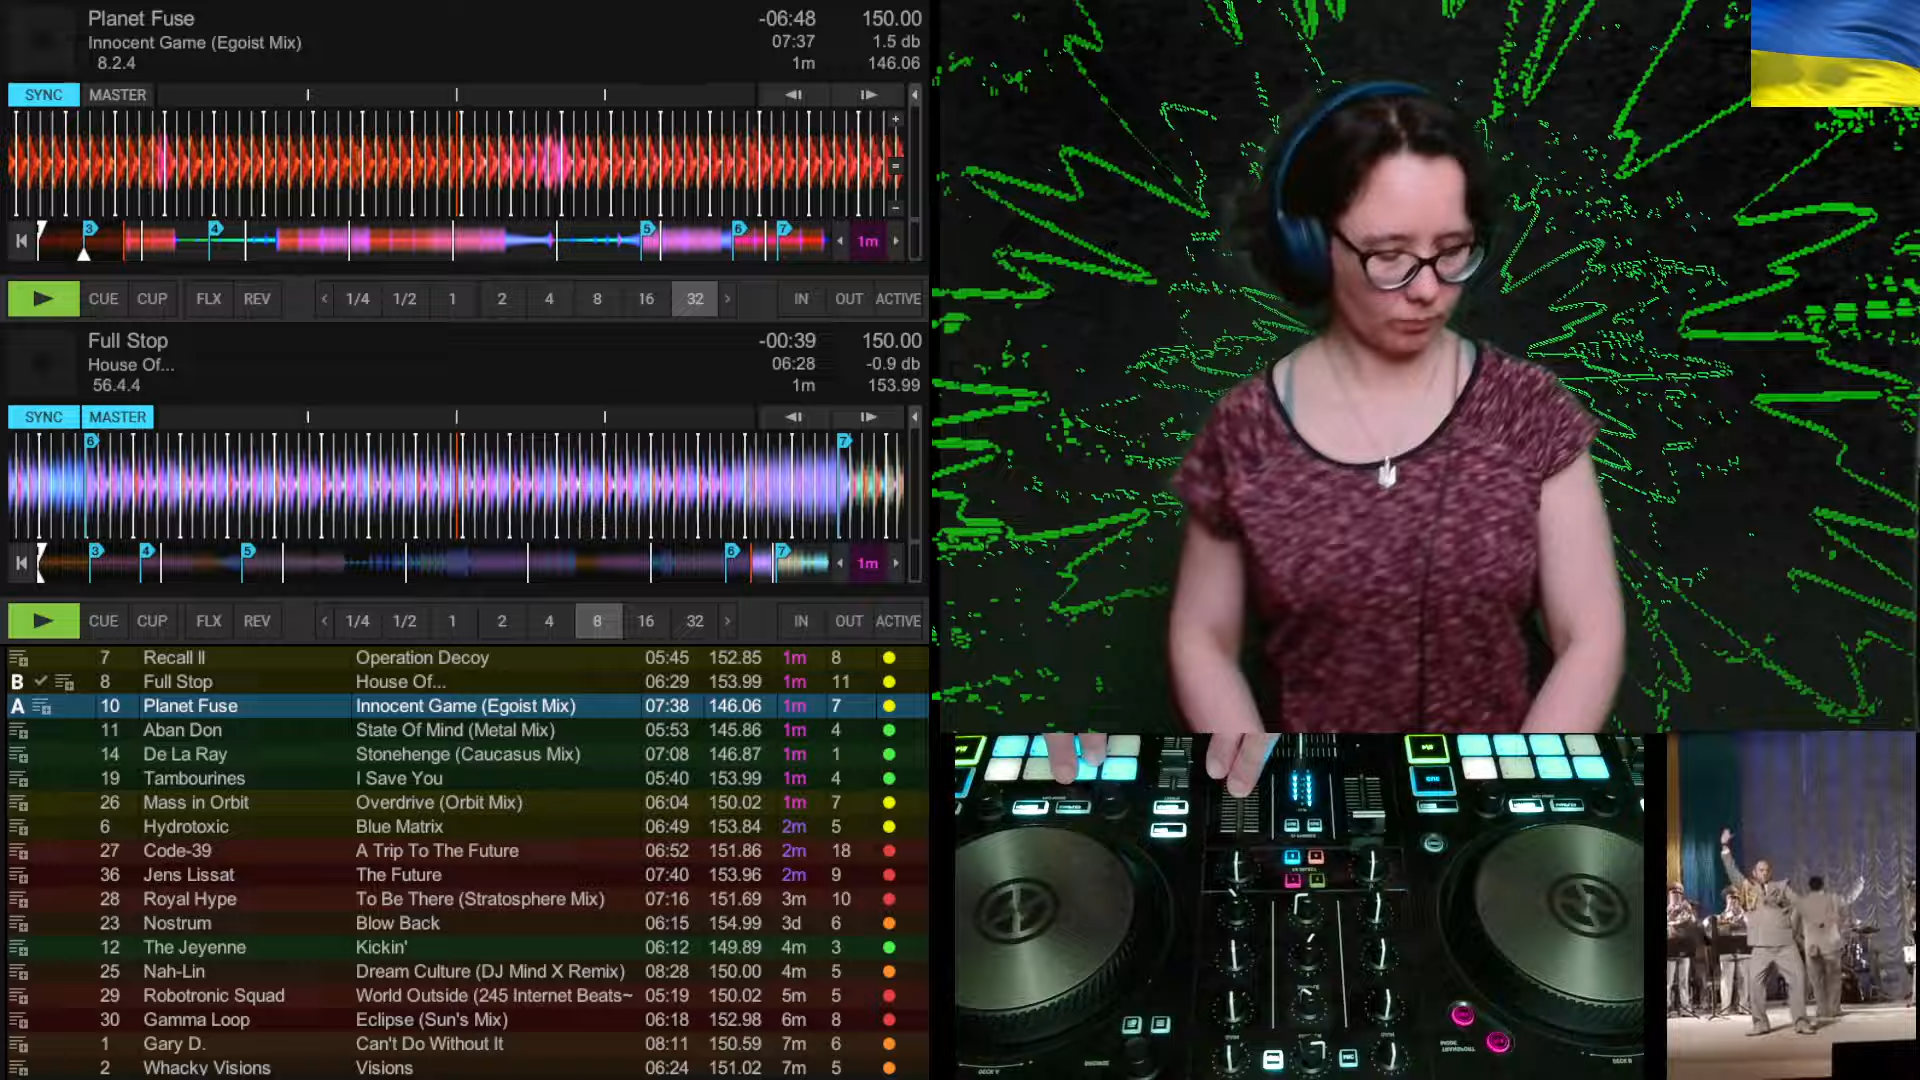 Planet Fuse -06:48 150.00
Innocent Game (Egoist Mix) 07:37 1.5 db
8.2.4 1m 146.06
SYNC MASTER
3 4 5 6 7 1m
CUE CUP FLX REV 1/4 1/2 1 2 4 8 16 32 IN OUT ACTIVE
Full Stop -00:39 150.00
House Of... 06:28 -0.9 db
56.4.4 1m 153.99
SYNC MASTER
6 7
3 4 5 6 7 1m
CUE CUP FLX REV 1/4 1/2 1 2 4 8 16 32 IN OUT ACTIVE
7 Recall II Operation Decoy 05:45 152.85 1m 8
B 8 Full Stop House Of... 06:29 153.99 1m 11
A 10 Planet Fuse Innocent Game (Egoist Mix) 07:38 146.06 1m 7
11 Aban Don State Of Mind (Metal Mix) 05:53 145.86 1m 4
14 De La Ray Stonehenge (Caucasus Mix) 07:08 146.87 1m 1
19 Tambourines I Save You 05:40 153.99 1m 4
26 Mass in Orbit Overdrive (Orbit Mix) 06:04 150.02 1m 7
6 Hydrotoxic Blue Matrix 06:49 153.84 2m 5
27 Code-39 A Trip To The Future 06:52 151.86 2m 18
36 Jens Lissat The Future 07:40 153.96 2m 9
28 Royal Hype To Be There (Stratosphere Mix) 07:16 151.69 3m 10
23 Nostrum Blow Back 06:15 154.99 3d 6
12 The Jeyenne Kickin' 06:12 149.89 4m 3
25 Nah-Lin Dream Culture (DJ Mind X Remix) 08:28 150.00 4m 5
29 Robotronic Squad World Outside (245 Internet Beats~ 05:19 150.02 5m 5
30 Gamma Loop Eclipse (Sun's Mix) 06:18 152.98 6m 8
1 Gary D. Can't Do Without It 08:11 150.59 7m 6
2 Whacky Visions Visions 06:24 151.02 7m 5